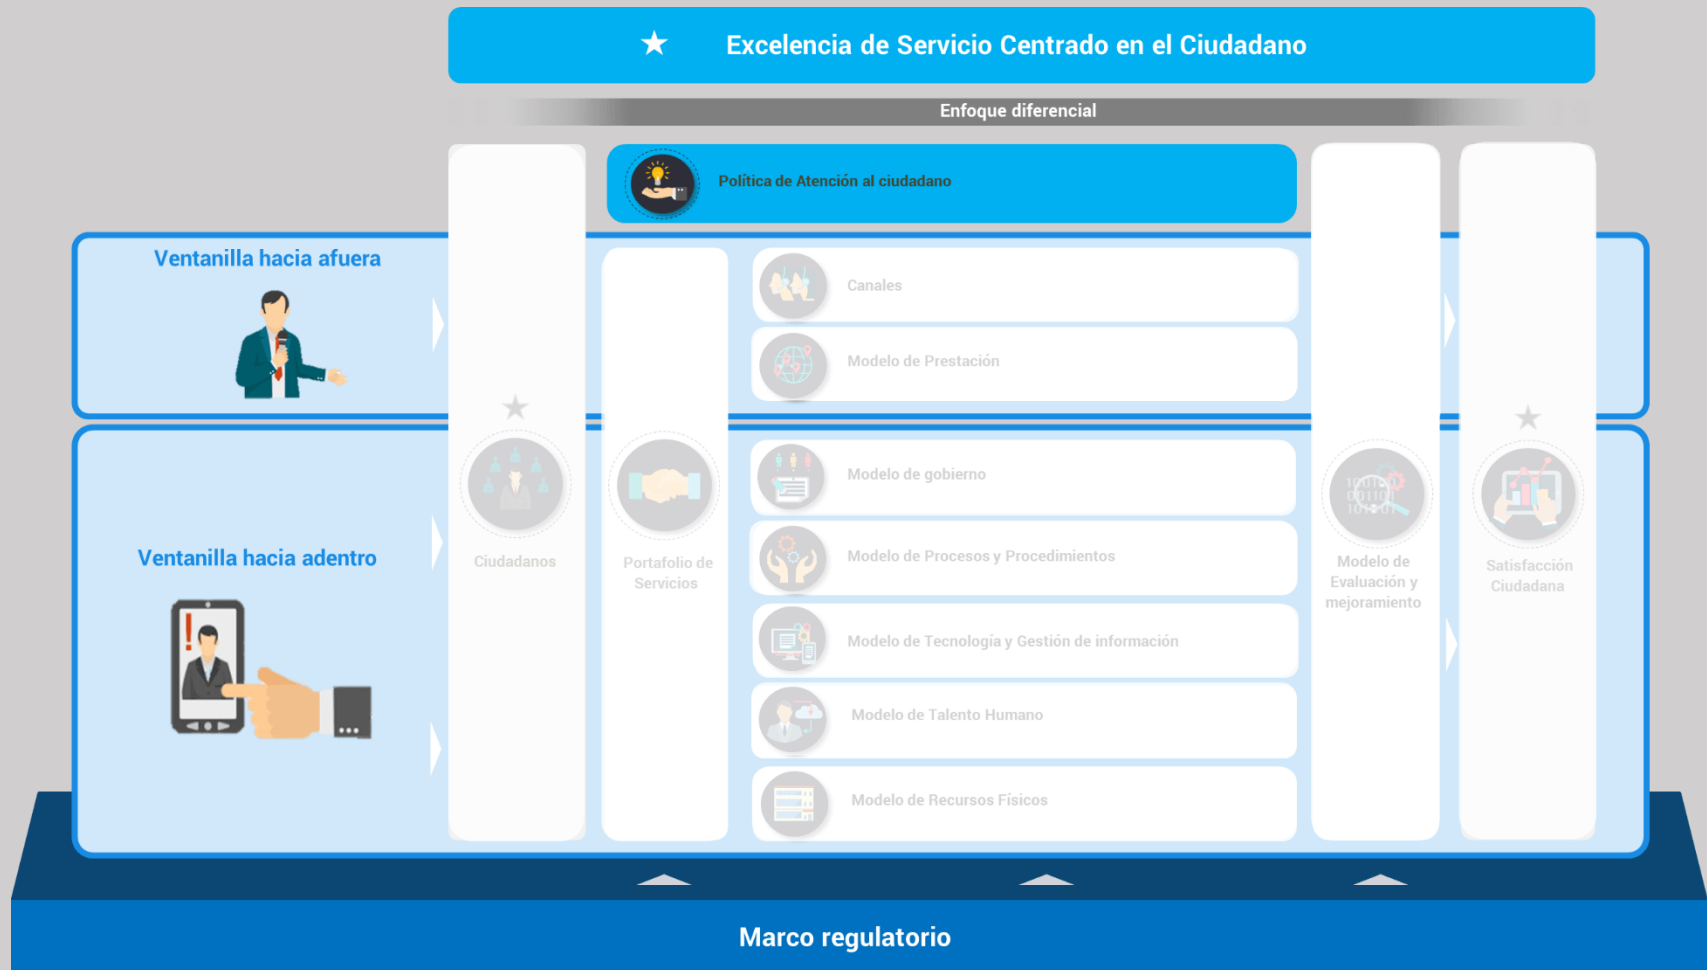 Excelencia de Servicio Centrado en el Ciudadano
Enfoque diferencial
Política de Atención al ciudadano
Ventanilla hacia afuera
Canales
Modelo de Prestación
Ventanilla hacia adentro
Ciudadanos
Portafolio de
Servicios
Modelo de gobierno
Modelo de Procesos y Procedimientos
Modelo de Tecnología y Gestión de información
Modelo de Talento Humano
Modelo de Recursos Físicos
100100
001101
101001
Modelo de
Evaluación y
mejoramiento
Satisfacción
Ciudadana
Marco regulatorio